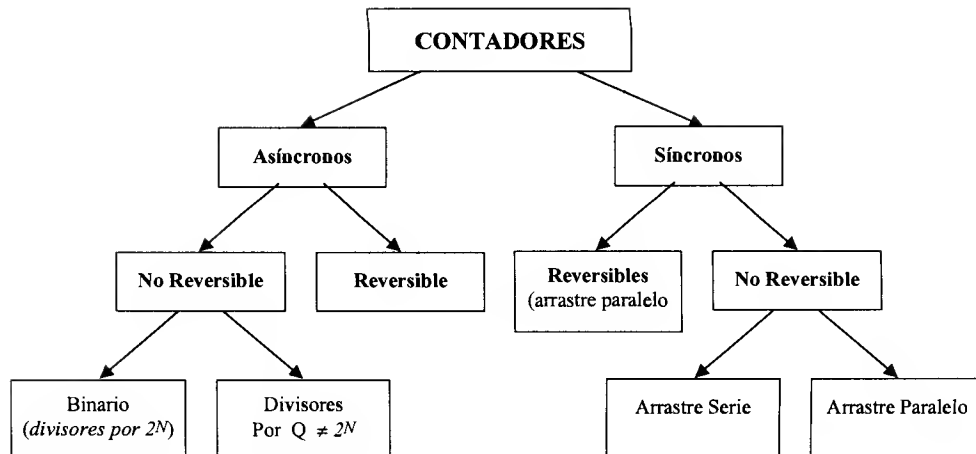 CONTADORES
Asíncronos
Síncronos
No Reversible
Reversible
Reversibles
(arrastre paralelo
No Reversible
Binario
(divisores por 2ᴺ)
Divisores
Por Q ≠ 2ᴺ
Arrastre Serie
Arrastre Paralelo